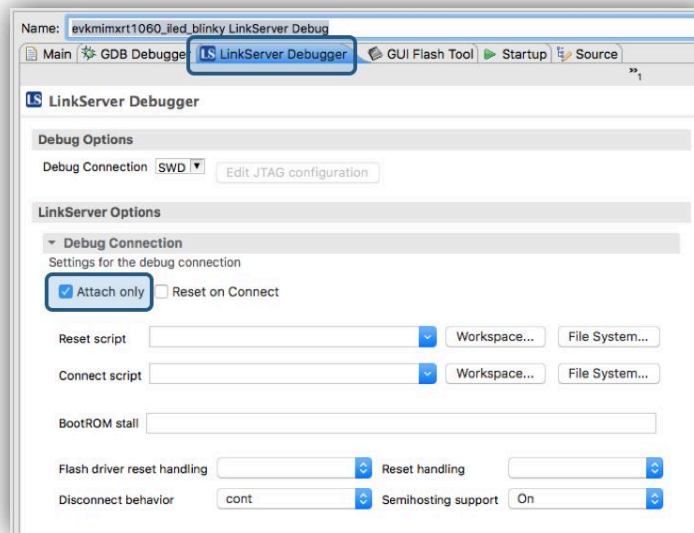 Name: evkmimxrt1060_iled_blinky LinkServer Debug
Main GDB Debugger LS LinkServer Debugger GUI Flash Tool Startup Source
»1
LS LinkServer Debugger
Debug Options
Debug Connection SWD Edit JTAG configuration
LinkServer Options
Debug Connection
Settings for the debug connection
Attach only Reset on Connect
Reset script Workspace... File System...
Connect script Workspace... File System...
BootROM stall
Flash driver reset handling Reset handling
Disconnect behavior cont Semihosting support On